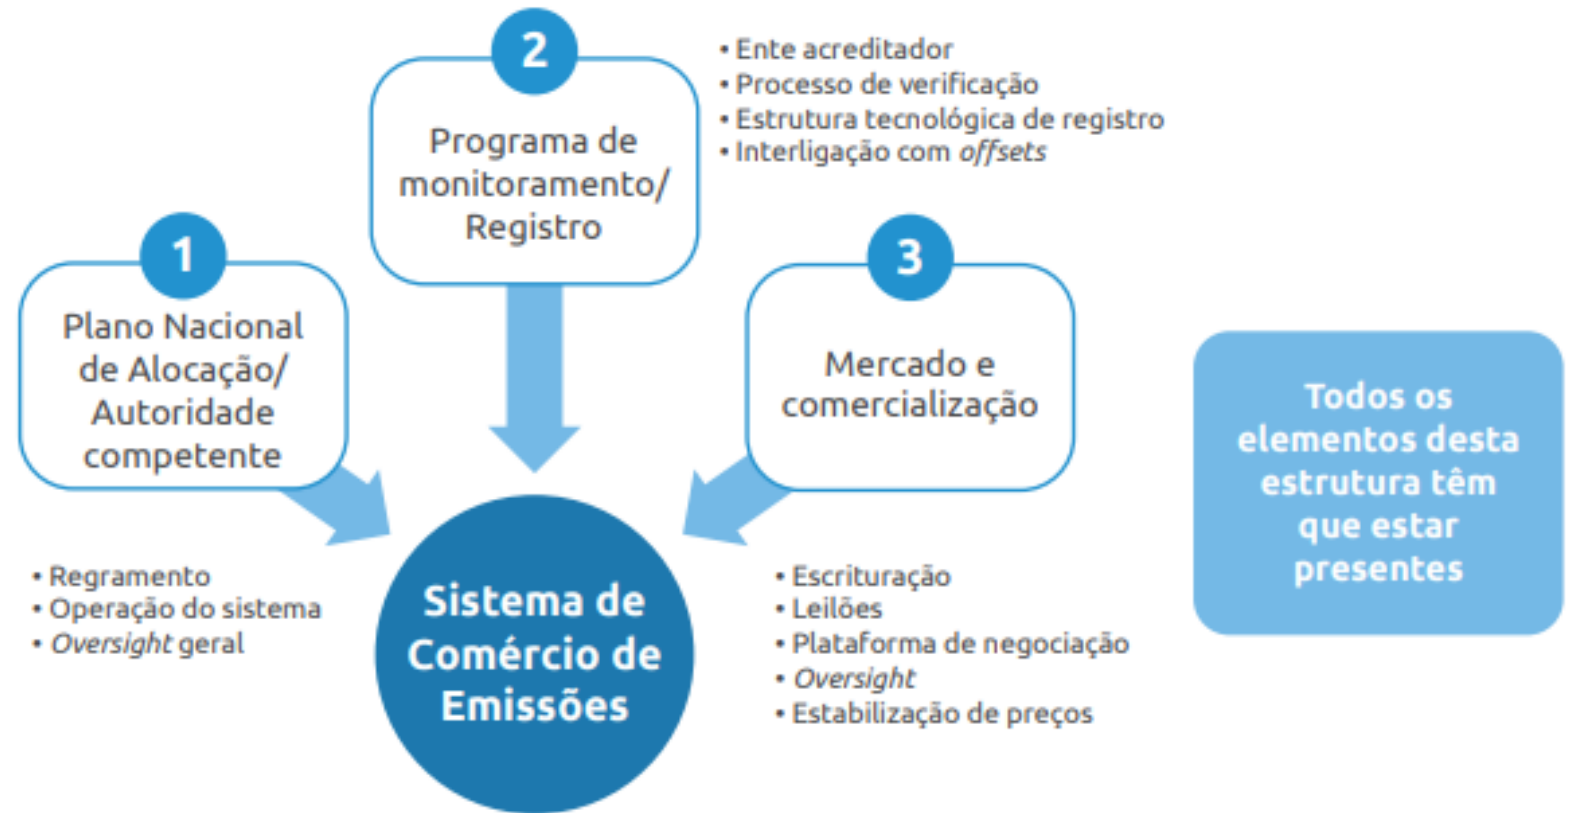 1
Plano Nacional
de Alocação/
Autoridade
competente
• Regramento
• Operação do sistema
• Oversight geral
2
Programa de
monitoramento/
Registro
• Ente acreditador
• Processo de verificação
• Estrutura tecnológica de registro
• Interligação com offsets
3
Mercado e
comercialização
• Escrituração
• Leilões
• Plataforma de negociação
• Oversight
• Estabilização de preços
Sistema de
Comércio de
Emissões
Todos os
elementos desta
estrutura têm
que estar
presentes